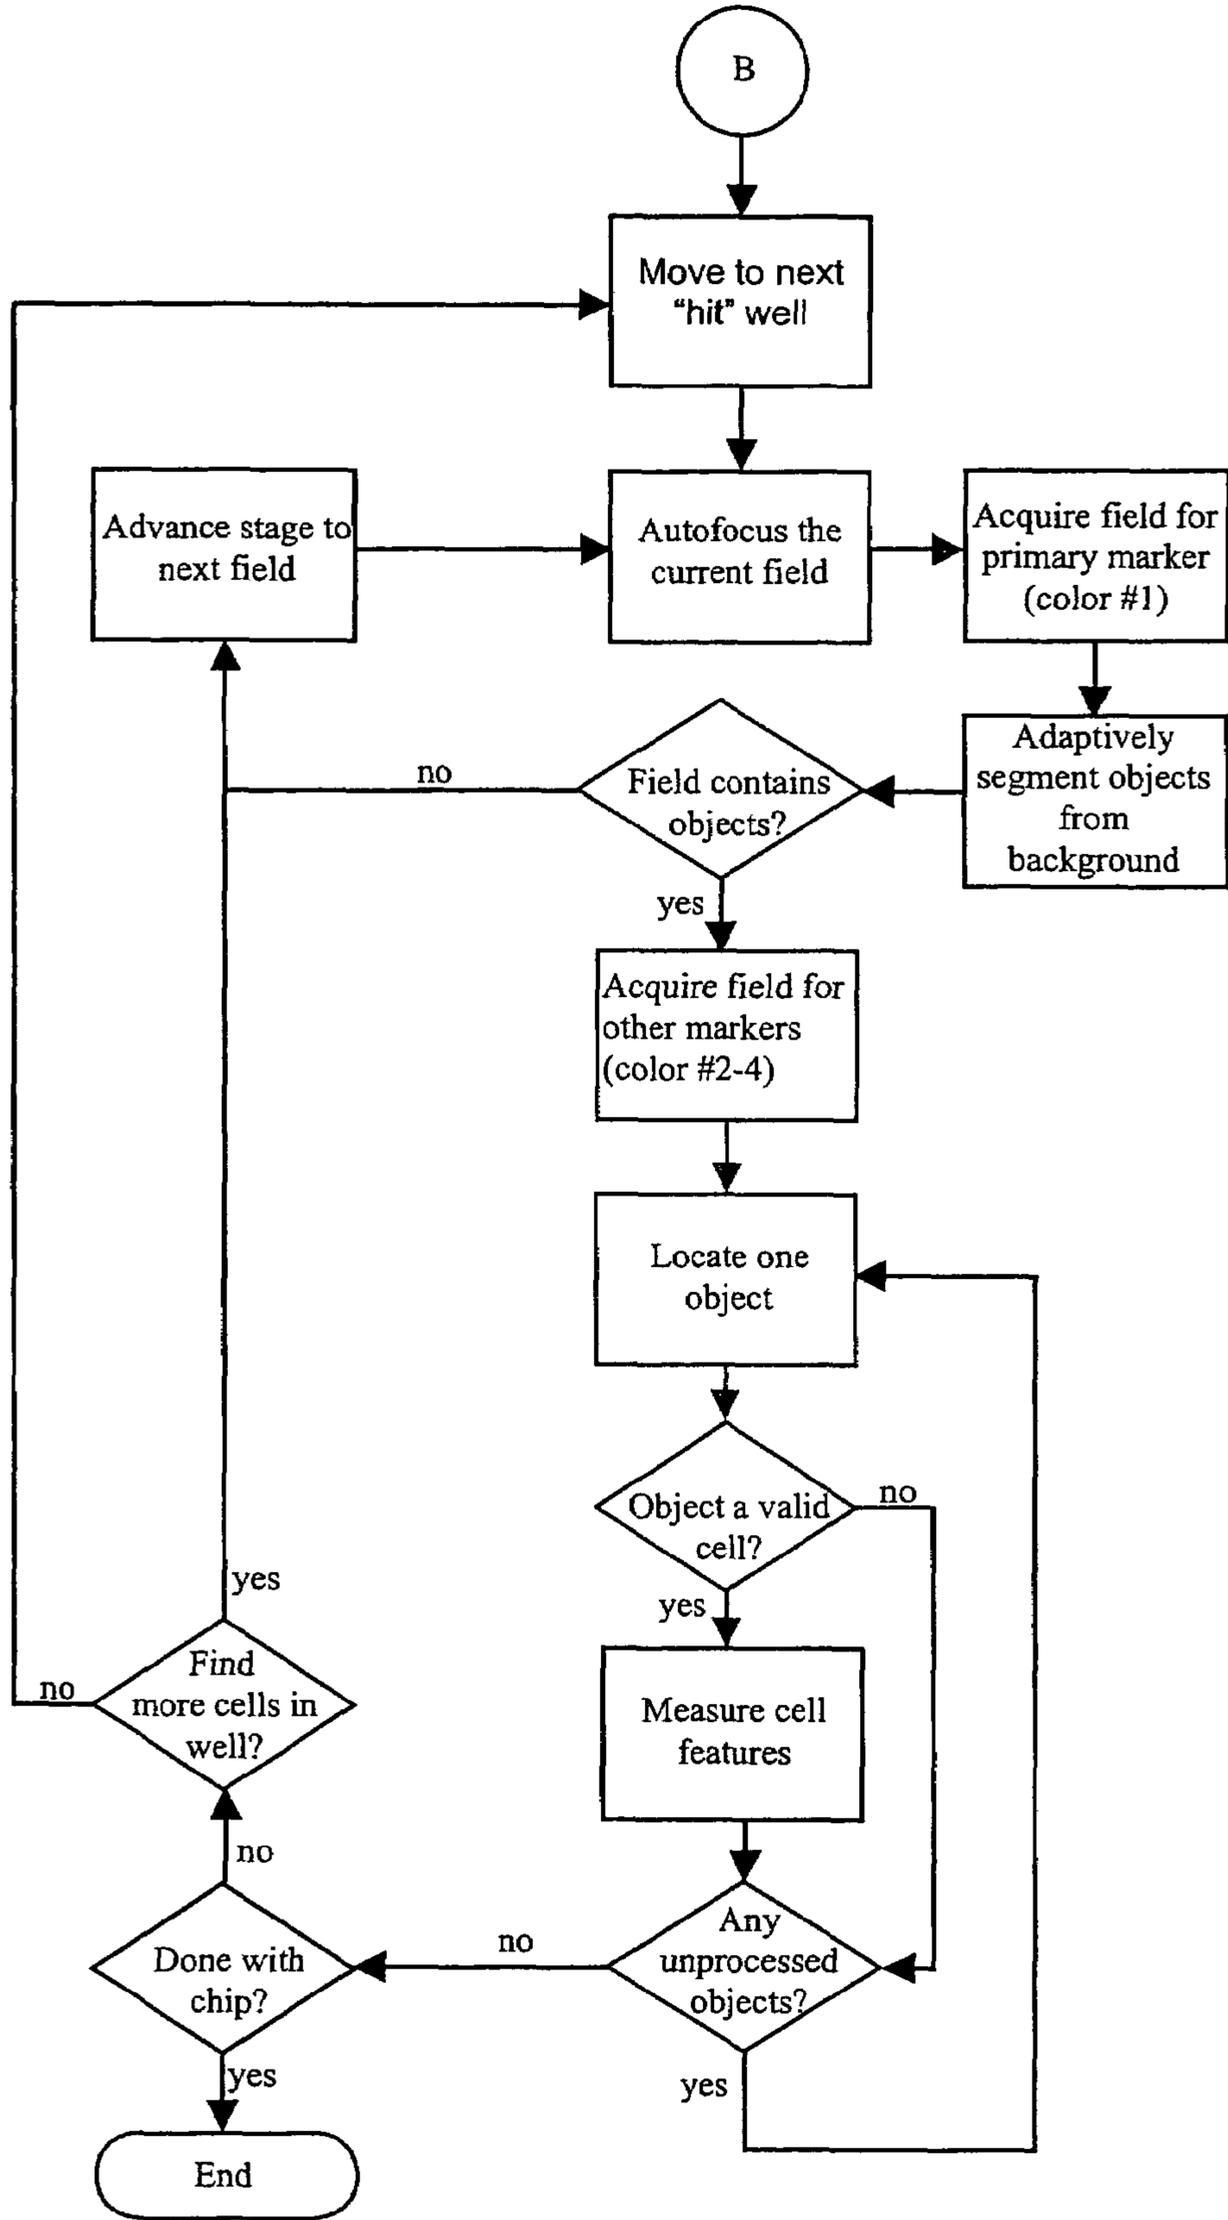 B
Move to next
“hit” well
Advance stage to
next field
Autofocus the
current field
Acquire field for
primary marker
(color #1)
Adaptively
segment objects
from
background
Field contains
objects?
no
yes
Acquire field for
other markers
(color #2-4)
Locate one
object
Object a valid
cell?
no
yes
Measure cell
features
Any
unprocessed
objects?
yes
no
Done with
chip?
no
yes
Find
more cells in
well?
yes
no
End